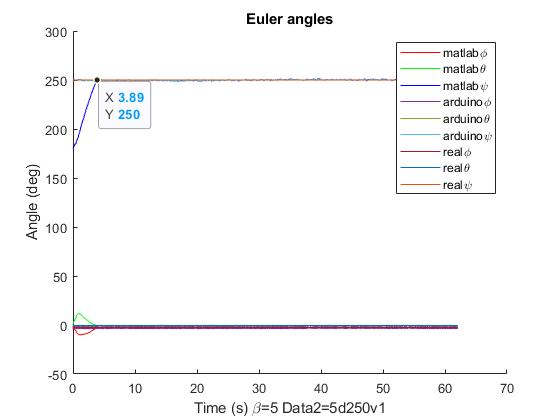 Euler angles
300
250
200
150
100
50
0
-50
Angle (deg)
X 3.89
Y 250
matlab ϕ
matlab θ
matlab ψ
arduino ϕ
arduino θ
arduino ψ
real ϕ
real θ
real ψ
0 10 20 30 40 50 60 70
Time (s) β=5 Data2=5d250v1